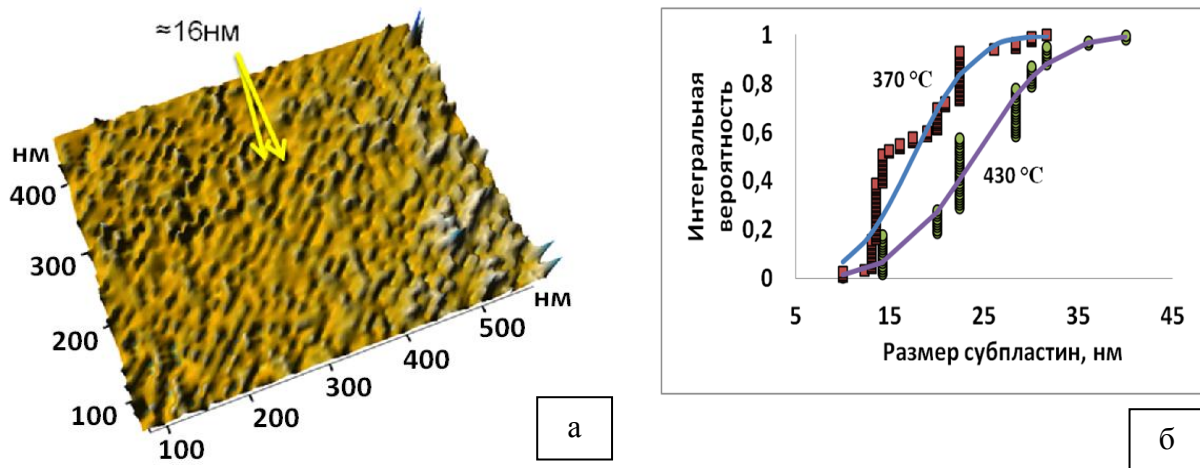 ≈16нм
нм
400
300
200
100
100
200
300
400
500
нм
а
Интегральная
вероятность
1
0,8
0,6
0,4
0,2
0
370 °C
430 °C
5
15
25
35
45
Размер субпластин, нм
б